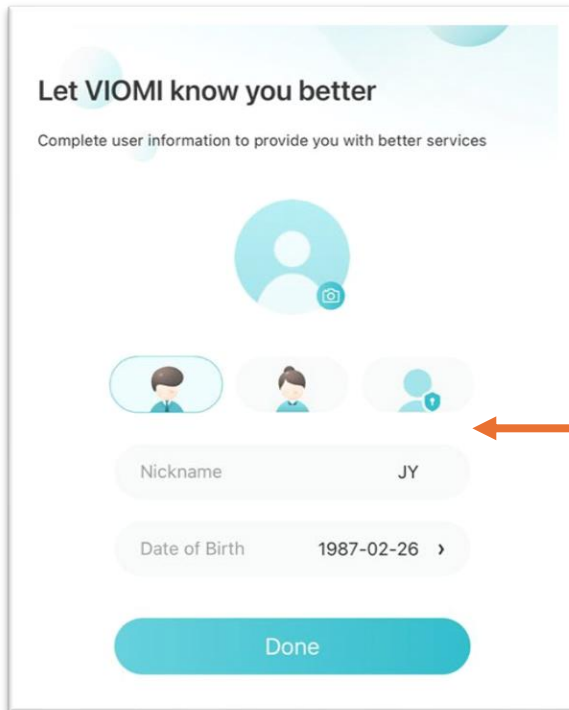 Let VIOMI know you better
Complete user information to provide you with better services
Nickname JY
Date of Birth 1987-02-26 ›
Done